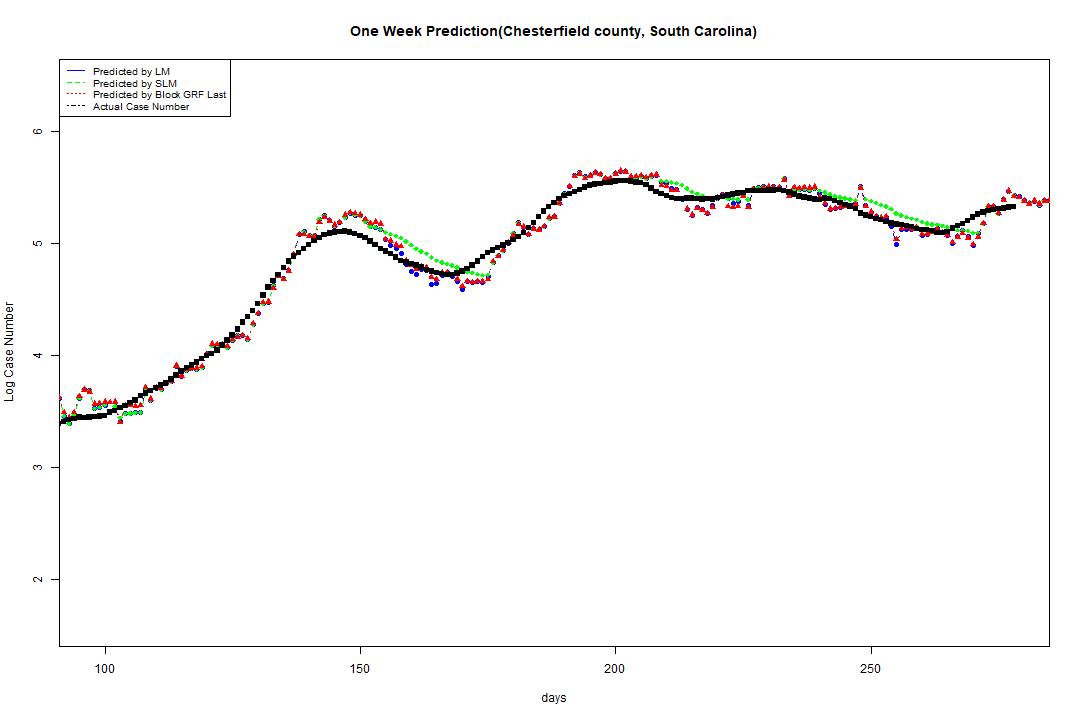 One Week Prediction(Chesterfield county, South Carolina)
Predicted by LM
Predicted by SLM
Predicted by Block GRF Last
Actual Case Number
6
5
4
3
2
Log Case Number
100 150 200 250
days